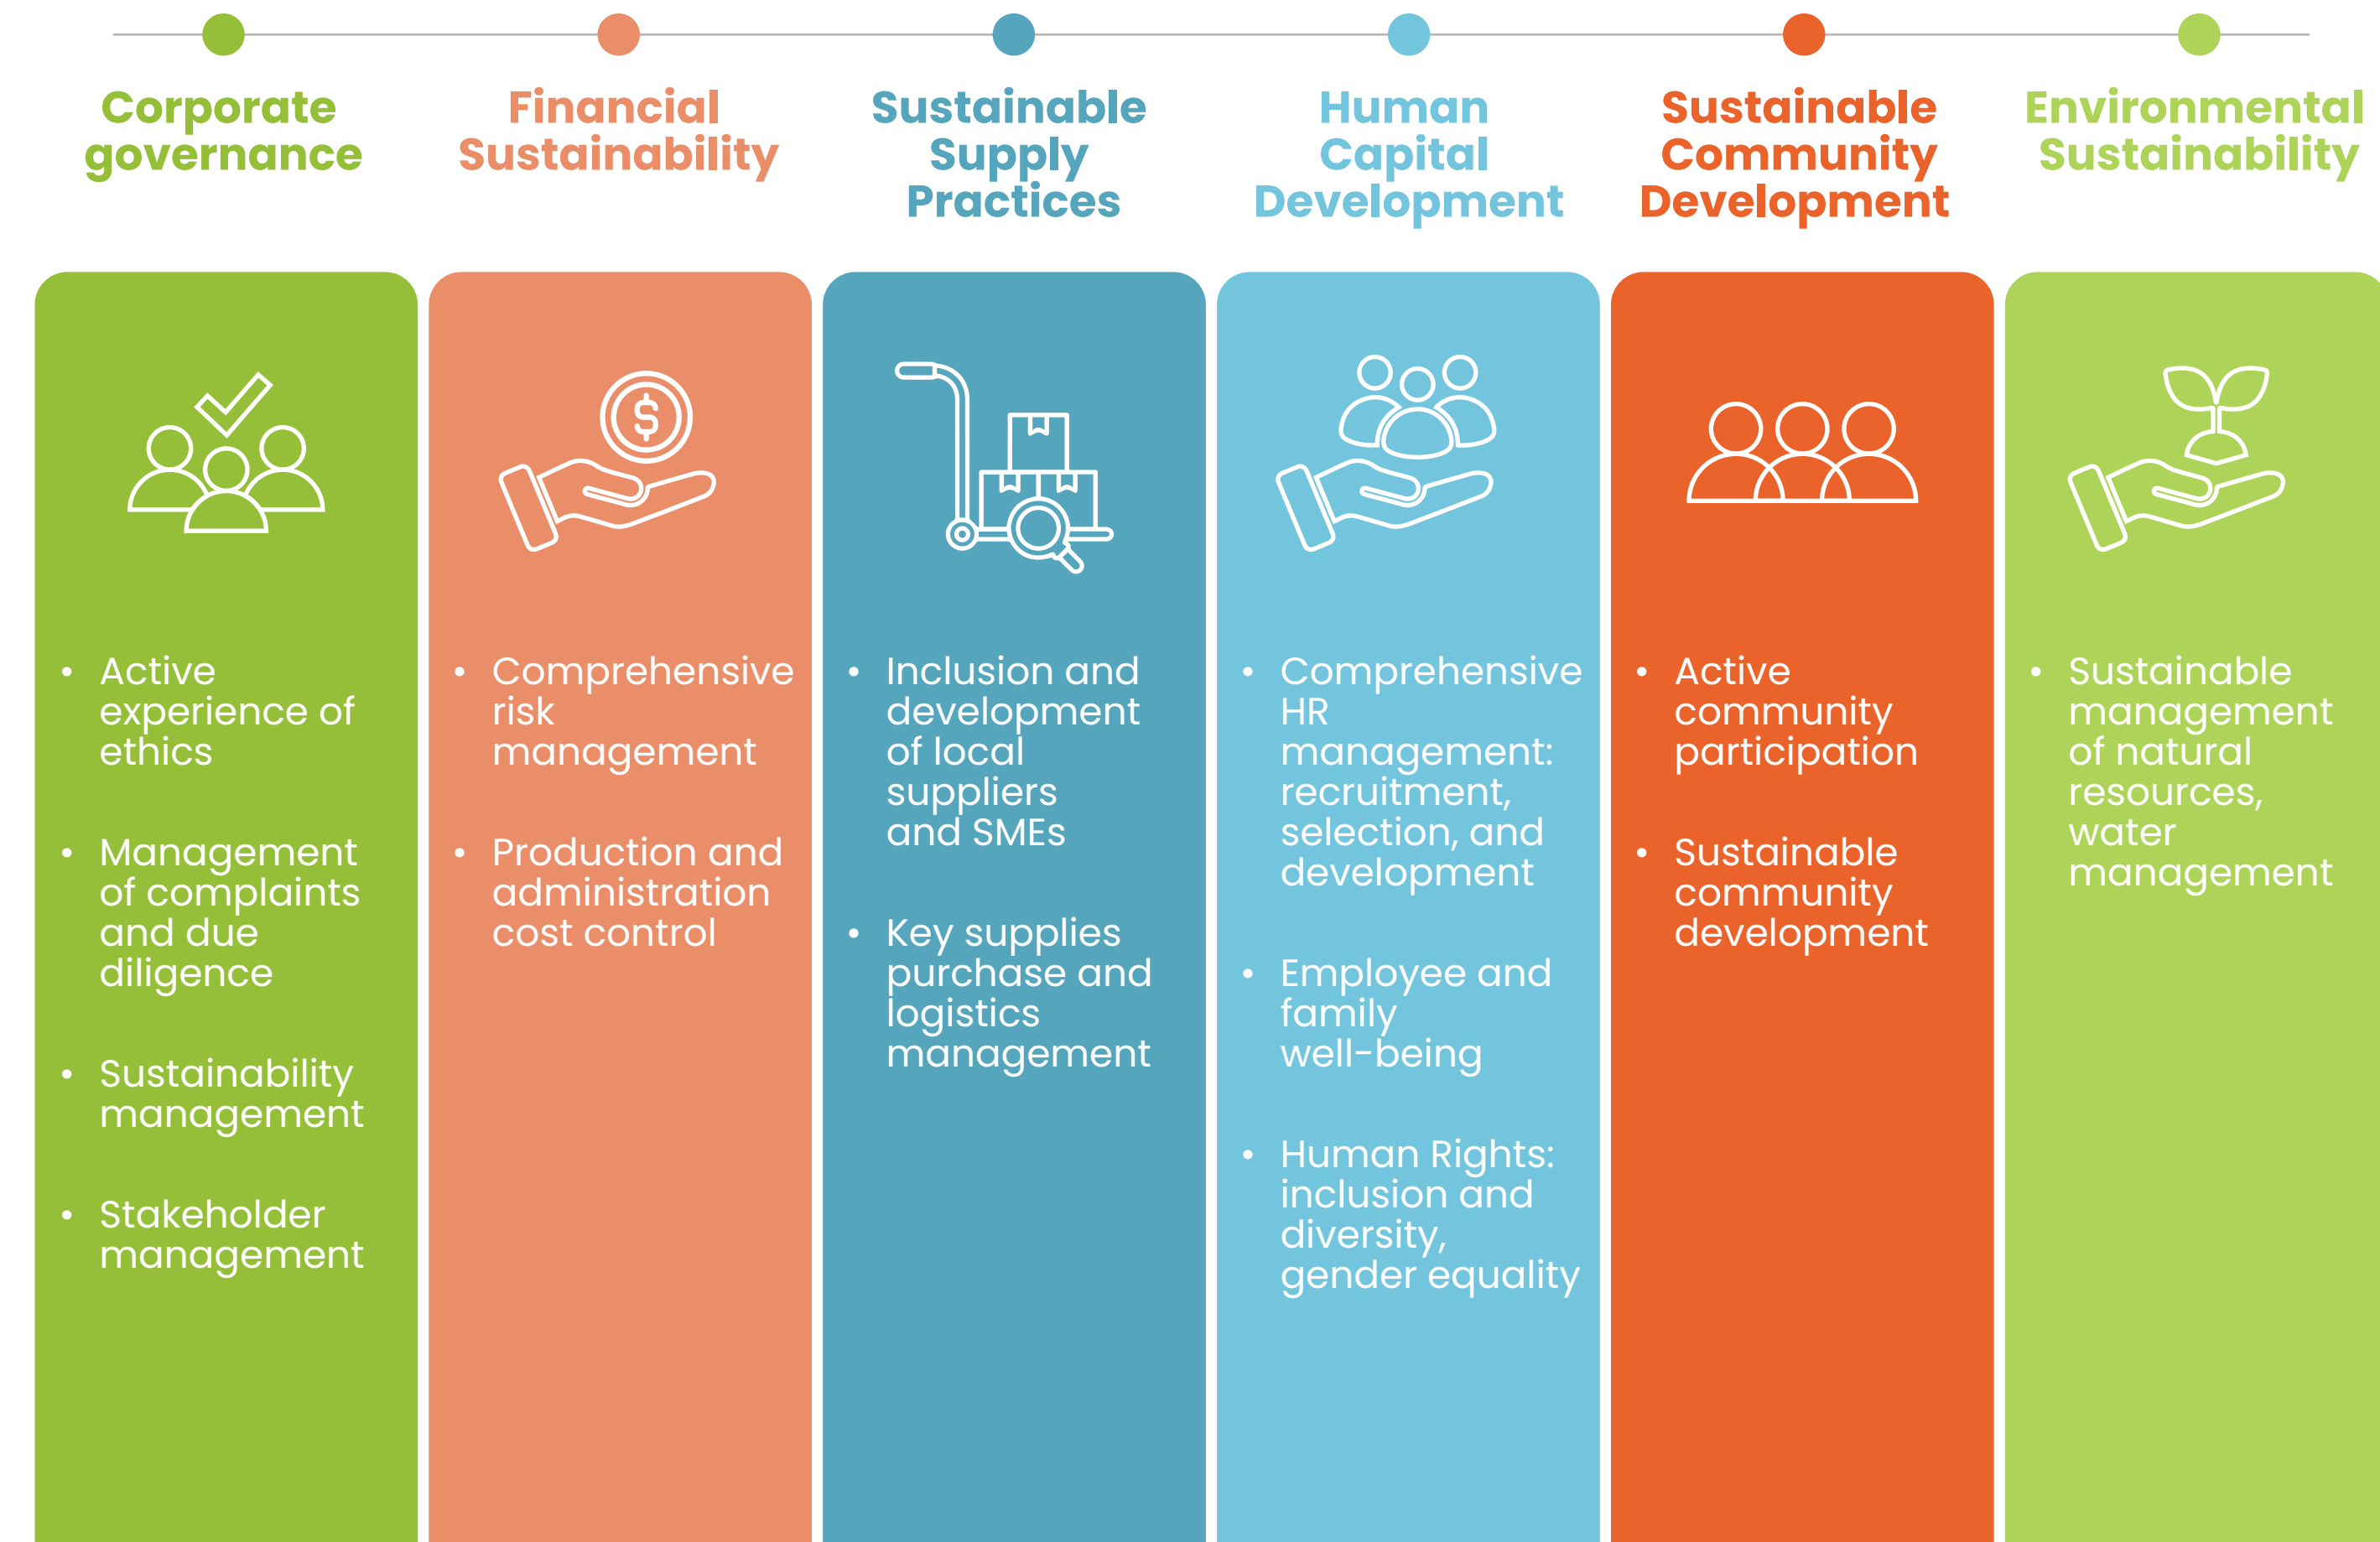 Corporate
governance
Financial
Sustainability
Sustainable
Supply
Practices
Human
Capital
Development
Sustainable
Community
Development
Environmental
Sustainability
$
• Active
experience of
ethics
• Management
of complaints
and due
diligence
• Sustainability
management
• Stakeholder
management
• Comprehensive
risk
management
• Production and
administration
cost control
• Inclusion and
development
of local
suppliers
and SMEs
• Key supplies
purchase and
logistics
management
• Comprehensive
HR
management:
recruitment,
selection, and
development
• Employee and
family
well-being
• Human Rights:
inclusion and
diversity,
gender equality
• Active
community
participation
• Sustainable
community
development
• Sustainable
management
of natural
resources,
water
management